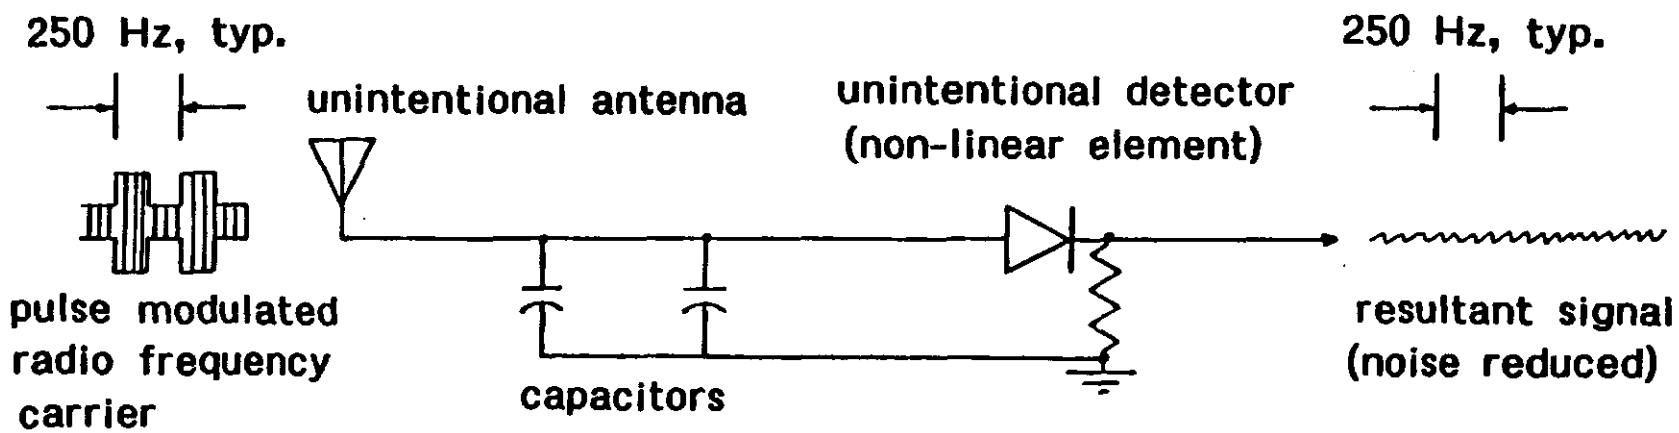 250 Hz, typ.
250 Hz, typ.
unintentional antenna
unintentional detector
(non-linear element)
pulse modulated
radio frequency
carrier
capacitors
resultant signal
(noise reduced)